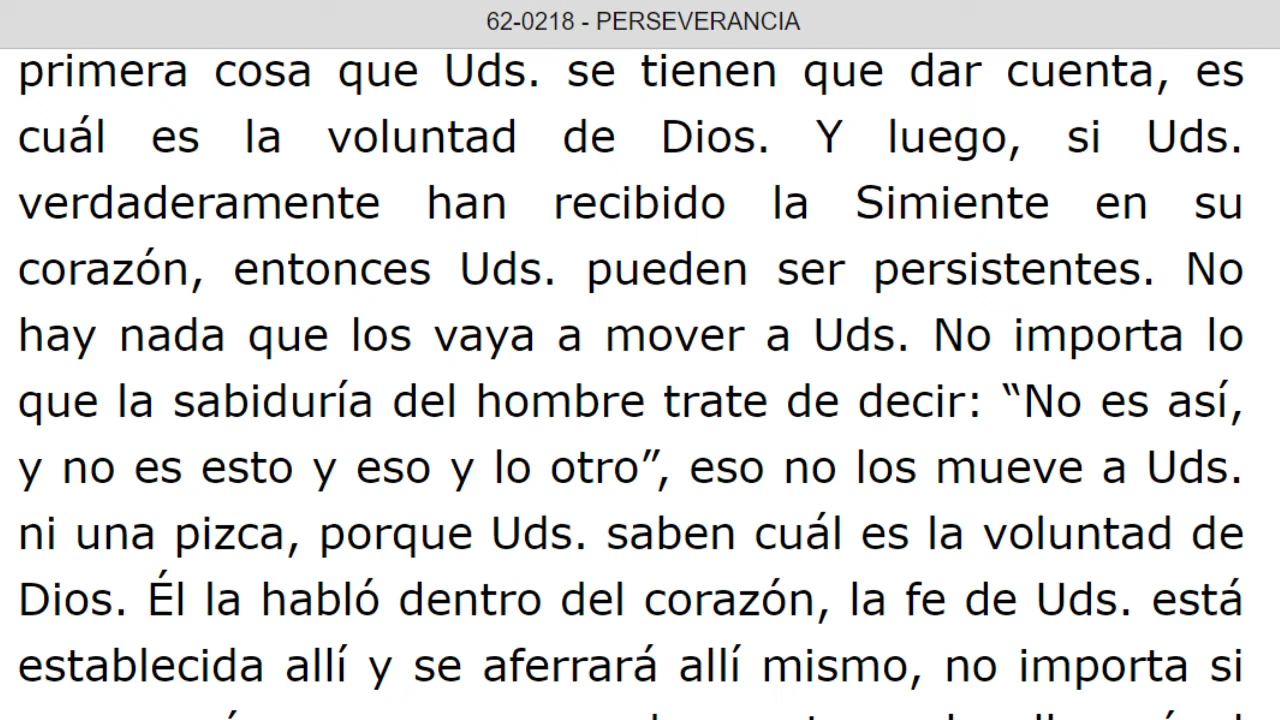 62-0218 - PERSEVERANCIA
primera cosa que Uds. se tienen que dar cuenta, es
cuál es la voluntad de Dios. Y luego, si Uds.
verdaderamente han recibido la Simiente en su
corazón, entonces Uds. pueden ser persistentes. No
hay nada que los vaya a mover a Uds. No importa lo
que la sabiduría del hombre trate de decir: “No es así,
y no es esto y eso y lo otro”, eso no los mueve a Uds.
ni una pizca, porque Uds. saben cuál es la voluntad de
Dios. Él la habló dentro del corazón, la fe de Uds. está
establecida allí y se aferrará allí mismo, no importa si